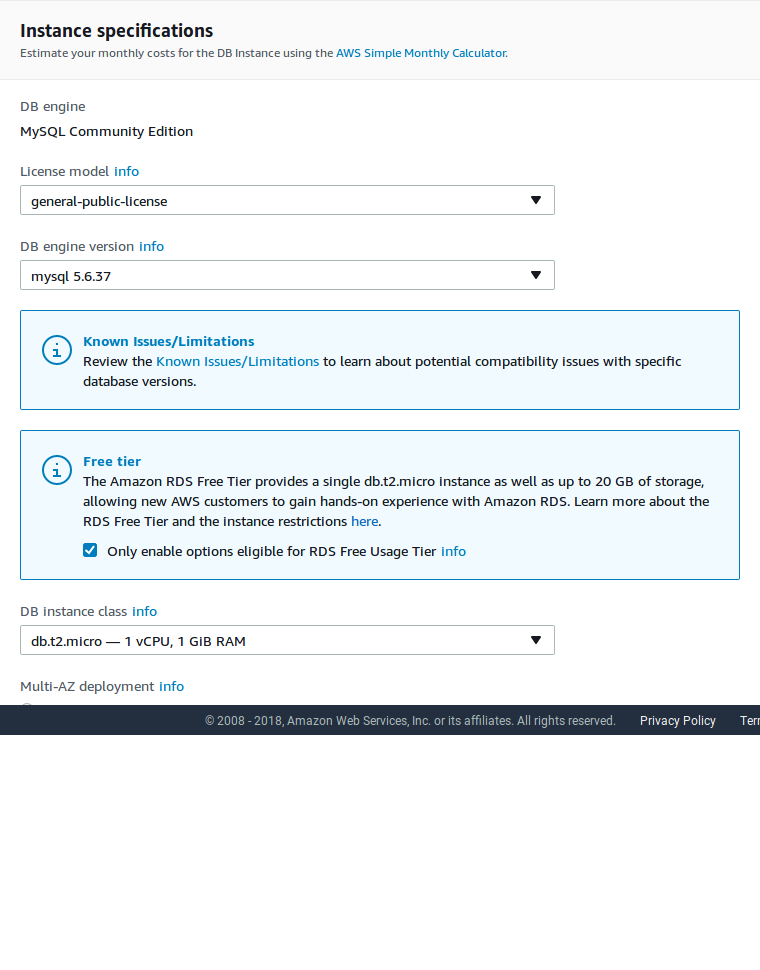 Instance specifications
Estimate your monthly costs for the DB Instance using the AWS Simple Monthly Calculator.
DB engine
MySQL Community Edition
License model info
general-public-license
DB engine version info
mysql 5.6.37
Known Issues/Limitations
Review the Known Issues/Limitations to learn about potential compatibility issues with specific
database versions.
Free tier
The Amazon RDS Free Tier provides a single db.t2.micro instance as well as up to 20 GB of storage,
allowing new AWS customers to gain hands-on experience with Amazon RDS. Learn more about the
RDS Free Tier and the instance restrictions here.
Only enable options eligible for RDS Free Usage Tier info
DB instance class info
db.t2.micro — 1 vCPU, 1 GiB RAM
Multi-AZ deployment info
© 2008 - 2018, Amazon Web Services, Inc. or its affiliates. All rights reserved. Privacy Policy